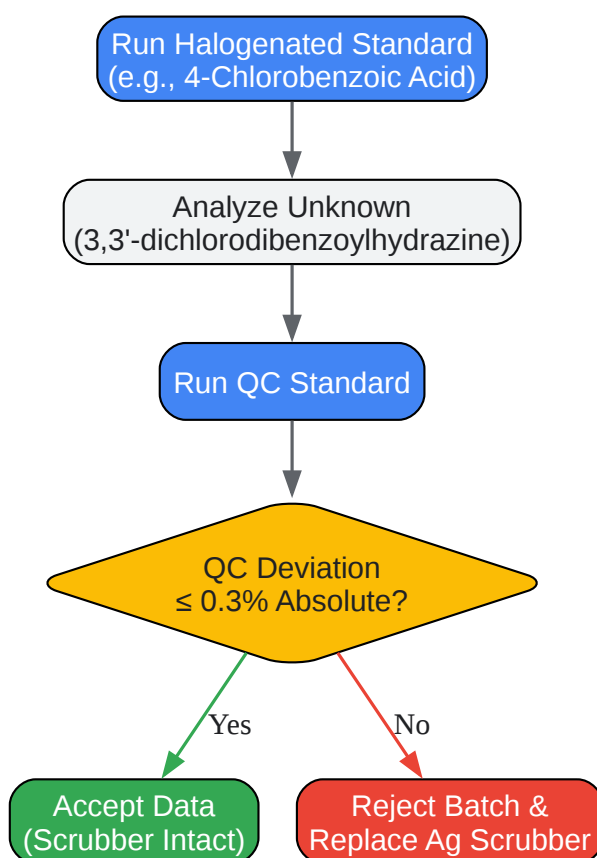 Run Halogenated Standard
(e.g., 4-Chlorobenzoic Acid)
Analyze Unknown
(3,3'-dichlorodibenzoylhydrazine)
Run QC Standard
QC Deviation
≤ 0.3% Absolute?
Yes
No
Accept Data
(Scrubber Intact)
Reject Batch &
Replace Ag Scrubber